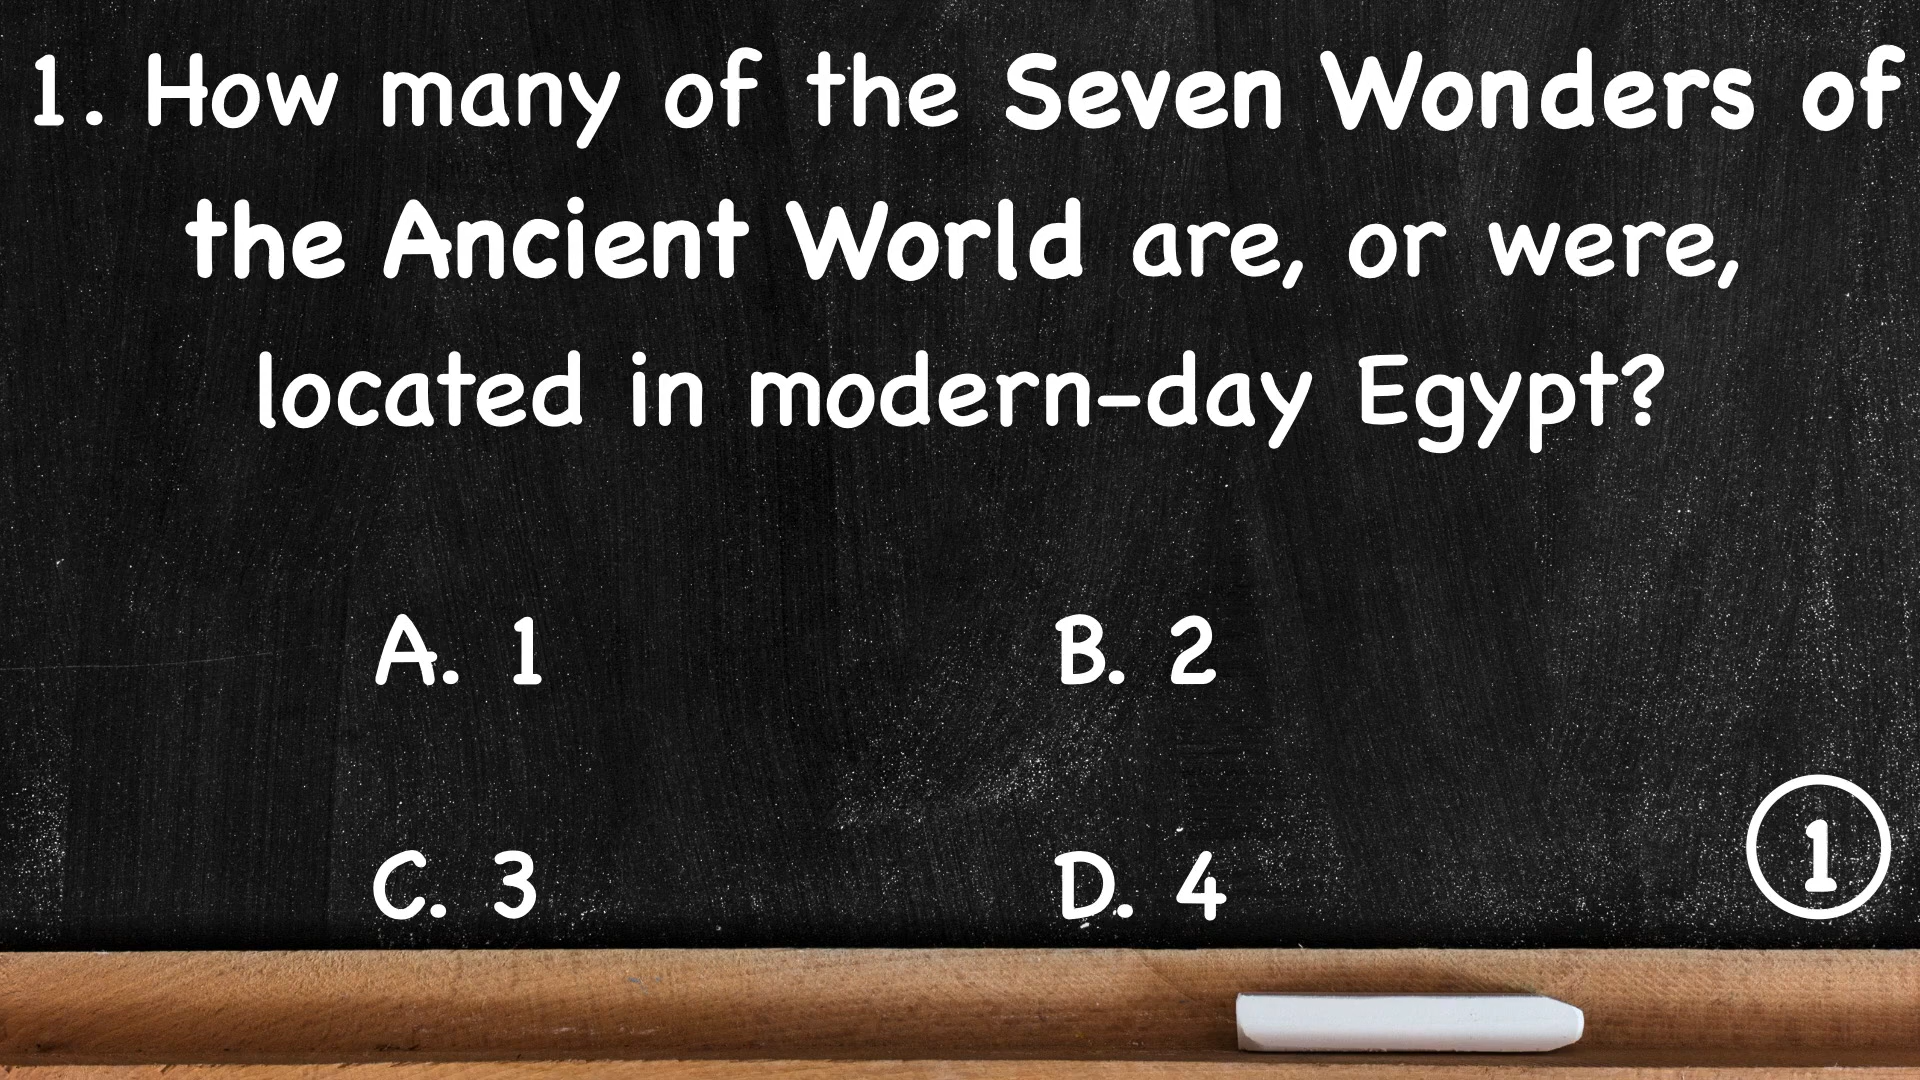 1. How many of the Seven Wonders of
the Ancient World are, or were,
located in modern-day Egypt?
A. 1
B. 2
C. 3
D. 4
1